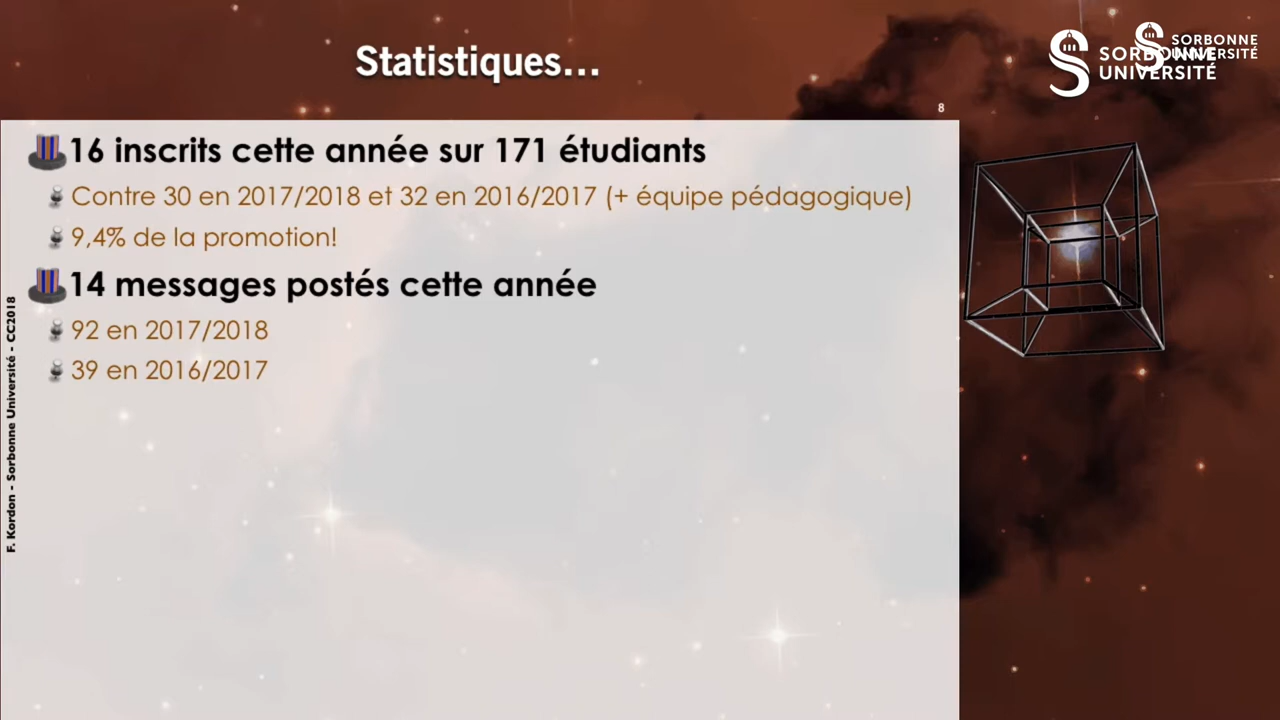 Statistiques...
SORBONNE
UNIVERSITÉ
SORBONNE
UNIVERSITÉ
8
16 inscrits cette année sur 171 étudiants
Contre 30 en 2017/2018 et 32 en 2016/2017 (+ équipe pédagogique)
9,4% de la promotion!
14 messages postés cette année
92 en 2017/2018
39 en 2016/2017
F. Kordon - Sorbonne Université - CC2018